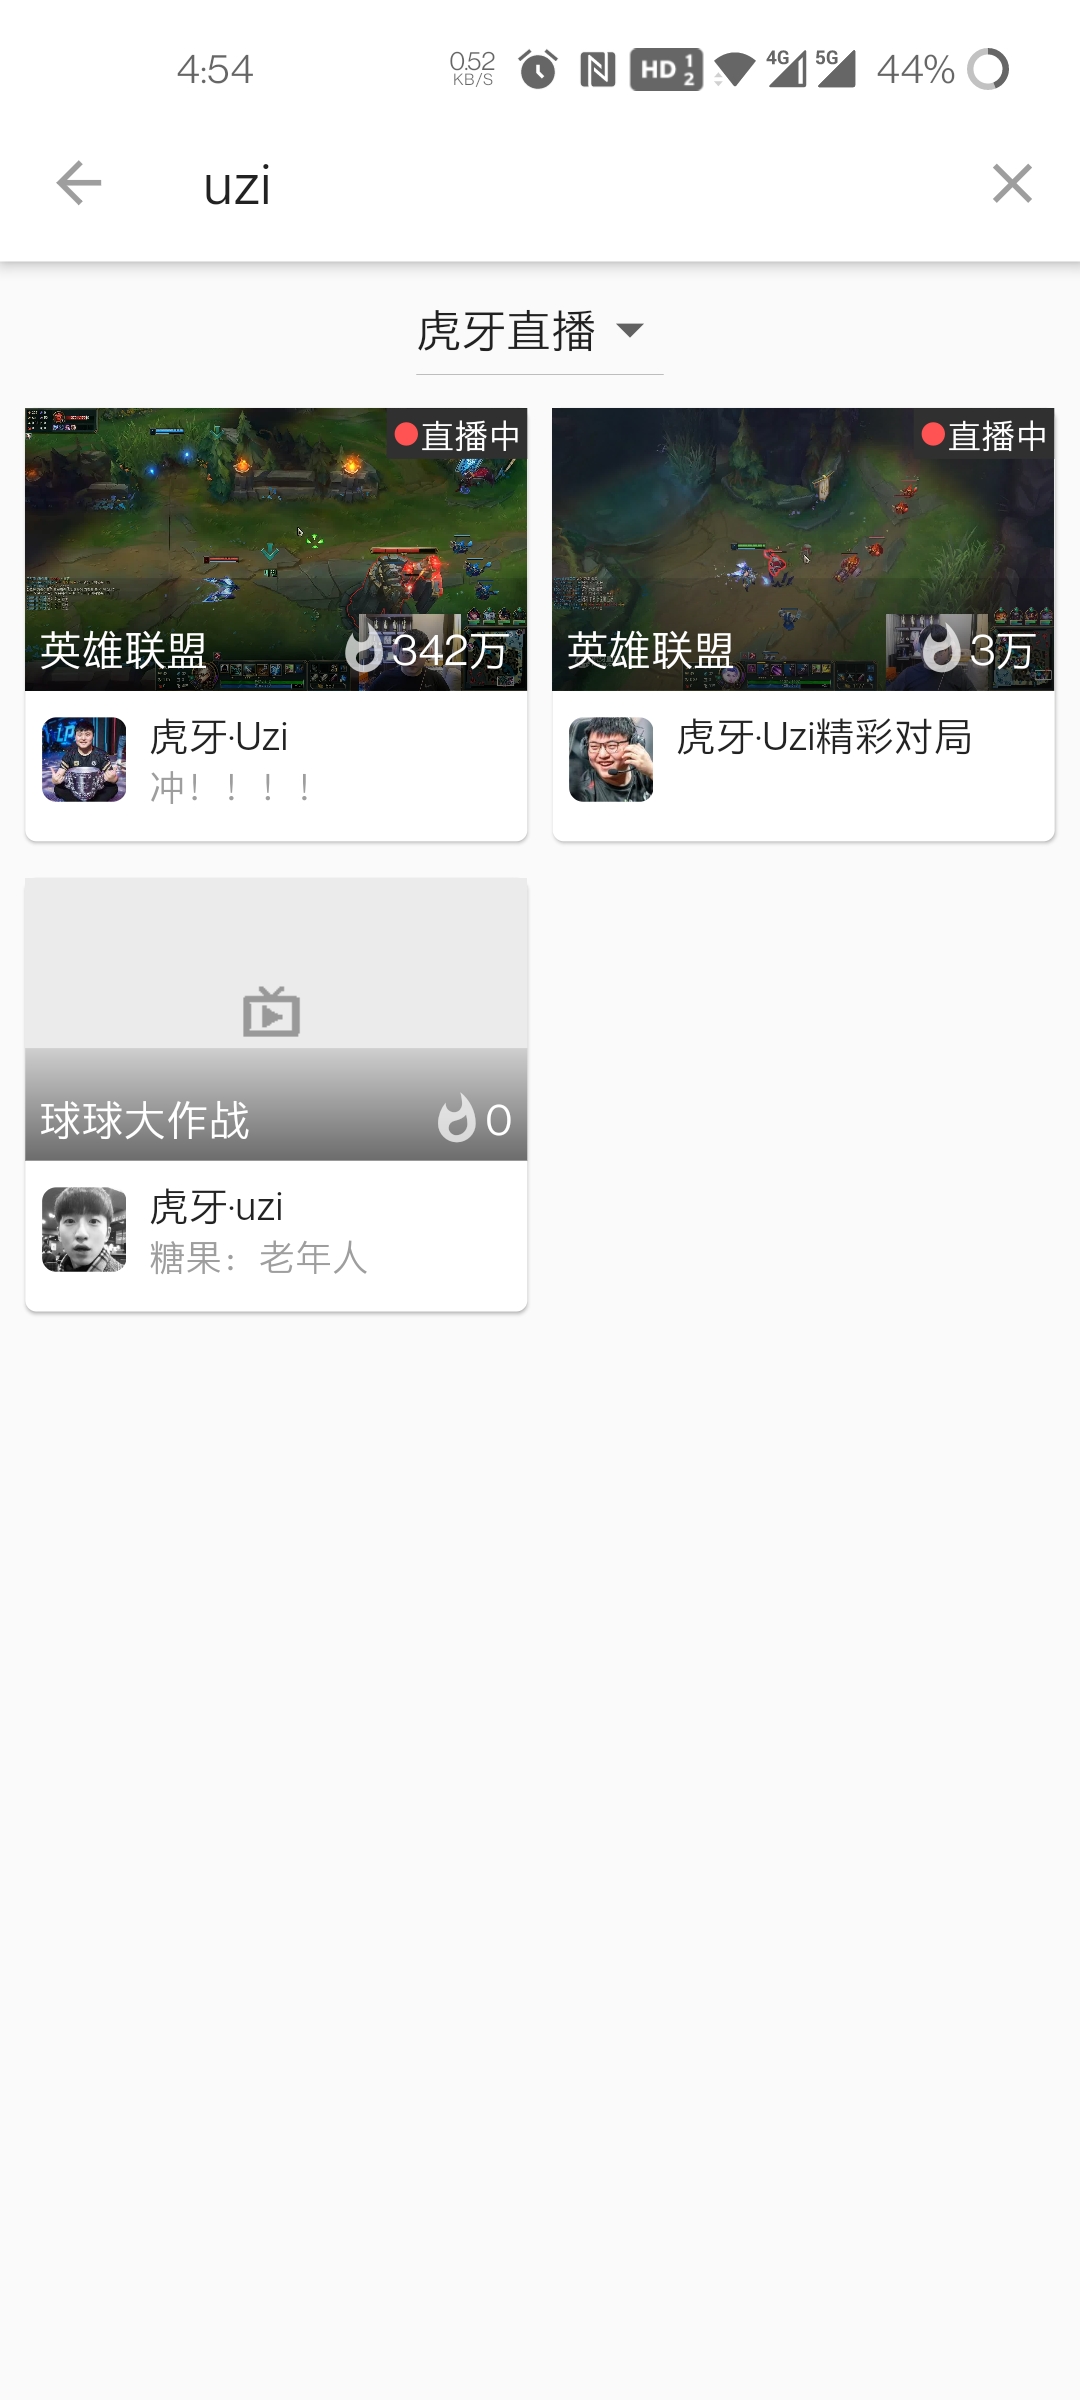 4:54
0.52 KB/S
HD 1 2
4G
5G
44%
uzi
虎牙直播
直播中
英雄联盟
342万
虎牙·Uzi
冲！！！！
直播中
英雄联盟
3万
虎牙·Uzi精彩对局
球球大作战
0
虎牙·uzi
糖果：老年人